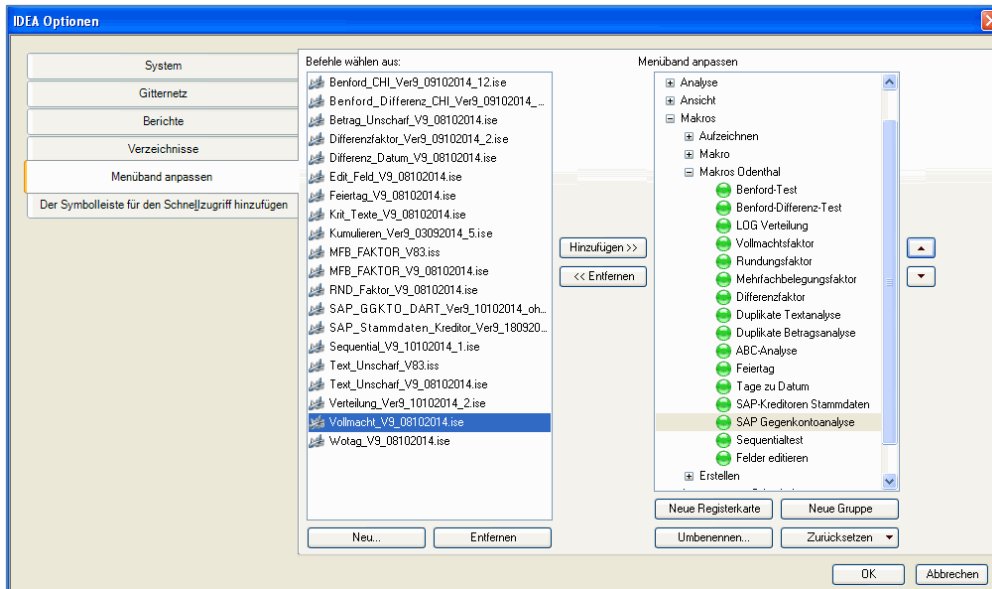 IDEA Optionen
System
Gitternetz
Berichte
Verzeichnisse
Menüband anpassen
Der Symbolleiste für den Schnellzugriff hinzufügen
Befehle wählen aus:
Benford_CHI_Ver9_09102014_12.ise
Benford_Differenz_CHI_Ver9_09102014_...
Betrag_Unscharf_V9_08102014.ise
Differenzfaktor_Ver9_09102014_2.ise
Differenz_Datum_V9_08102014.ise
Edit_Feld_V9_08102014.ise
Feiertag_V9_08102014.ise
Krit_Texte_V9_08102014.ise
Kumulieren_Ver9_03092014_5.ise
MFB_FAKTOR_V83.iss
MFB_FAKTOR_V9_08102014.ise
RND_Faktor_V9_08102014.ise
SAP_GGKTO_DART_Ver9_10102014_oh...
SAP_Stammdaten_Kreditor_Ver9_180920...
Sequential_V9_10102014_1.ise
Text_Unscharf_V83.iss
Text_Unscharf_V9_08102014.ise
Verteilung_Ver9_10102014_2.ise
Vollmacht_V9_08102014.ise
Wotag_V9_08102014.ise
Neu...
Entfernen
Hinzufügen >>
<< Entfernen
Menüband anpassen
Analyse
Ansicht
Makros
Aufzeichnen
Makro
Makros Odenthal
Benford-Test
Benford-Differenz-Test
LOG Verteilung
Vollmachtsfaktor
Rundungsfaktor
Mehrfachbelegungsfaktor
Differenzfaktor
Duplikate Textanalyse
Duplikate Betragsanalyse
ABC-Analyse
Feiertag
Tage zu Datum
SAP-Kreditoren Stammdaten
SAP Gegenkontoanalyse
Sequentialtest
Felder editieren
Erstellen
Neue Registerkarte
Neue Gruppe
Umbenennen...
Zurücksetzen
OK
Abbrechen